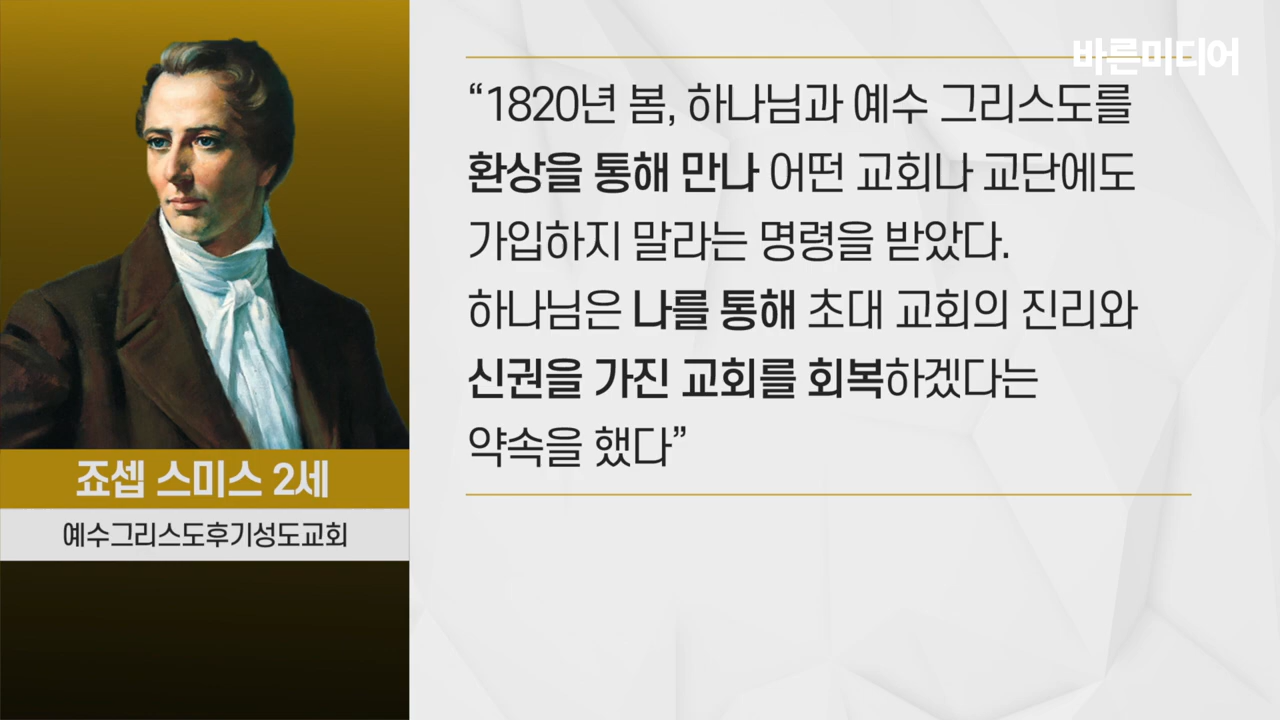 바른미디어
“1820년 봄, 하나님과 예수 그리스도를
환상을 통해 만나 어떤 교회나 교단에도
가입하지 말라는 명령을 받았다.
하나님은 나를 통해 초대 교회의 진리와
신권을 가진 교회를 회복하겠다는
약속을 했다”
죠셉 스미스 2세
예수그리스도후기성도교회